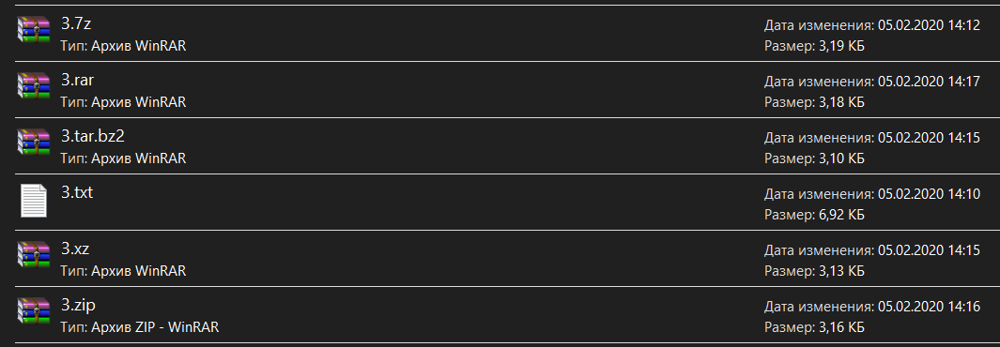 3.7z
Дата изменения: 05.02.2020 14:12
Тип: Архив WinRAR
Размер: 3,19 КБ
3.rar
Дата изменения: 05.02.2020 14:17
Тип: Архив WinRAR
Размер: 3,18 КБ
3.tar.bz2
Дата изменения: 05.02.2020 14:15
Тип: Архив WinRAR
Размер: 3,10 КБ
3.txt
Дата изменения: 05.02.2020 14:10
Размер: 6,92 КБ
3.xz
Дата изменения: 05.02.2020 14:15
Тип: Архив WinRAR
Размер: 3,13 КБ
3.zip
Дата изменения: 05.02.2020 14:16
Тип: Архив ZIP - WinRAR
Размер: 3,16 КБ